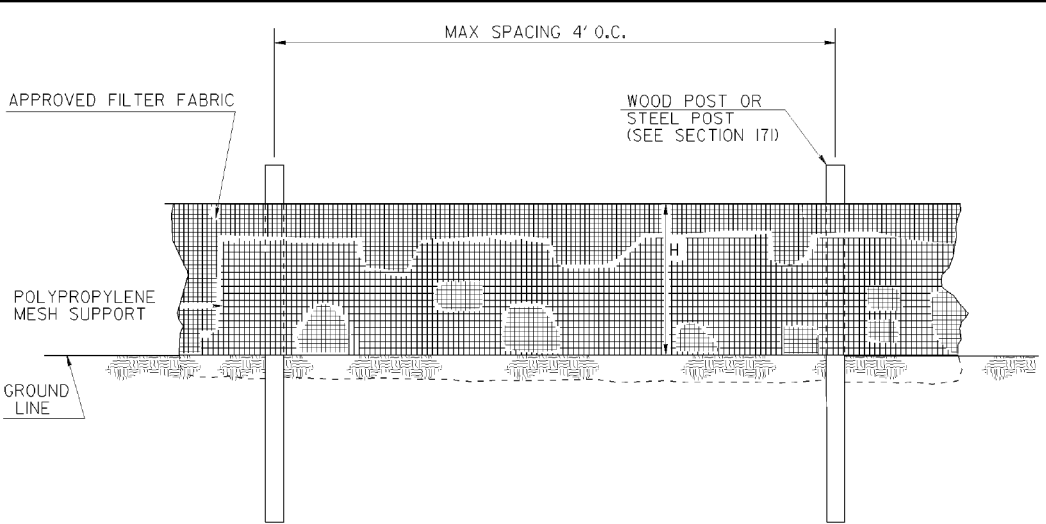 MAX SPACING 4' O.C.
APPROVED FILTER FABRIC
WOOD POST OR
STEEL POST
(SEE SECTION 171)
H
POLYPROPYLENE
MESH SUPPORT
GROUND
LINE